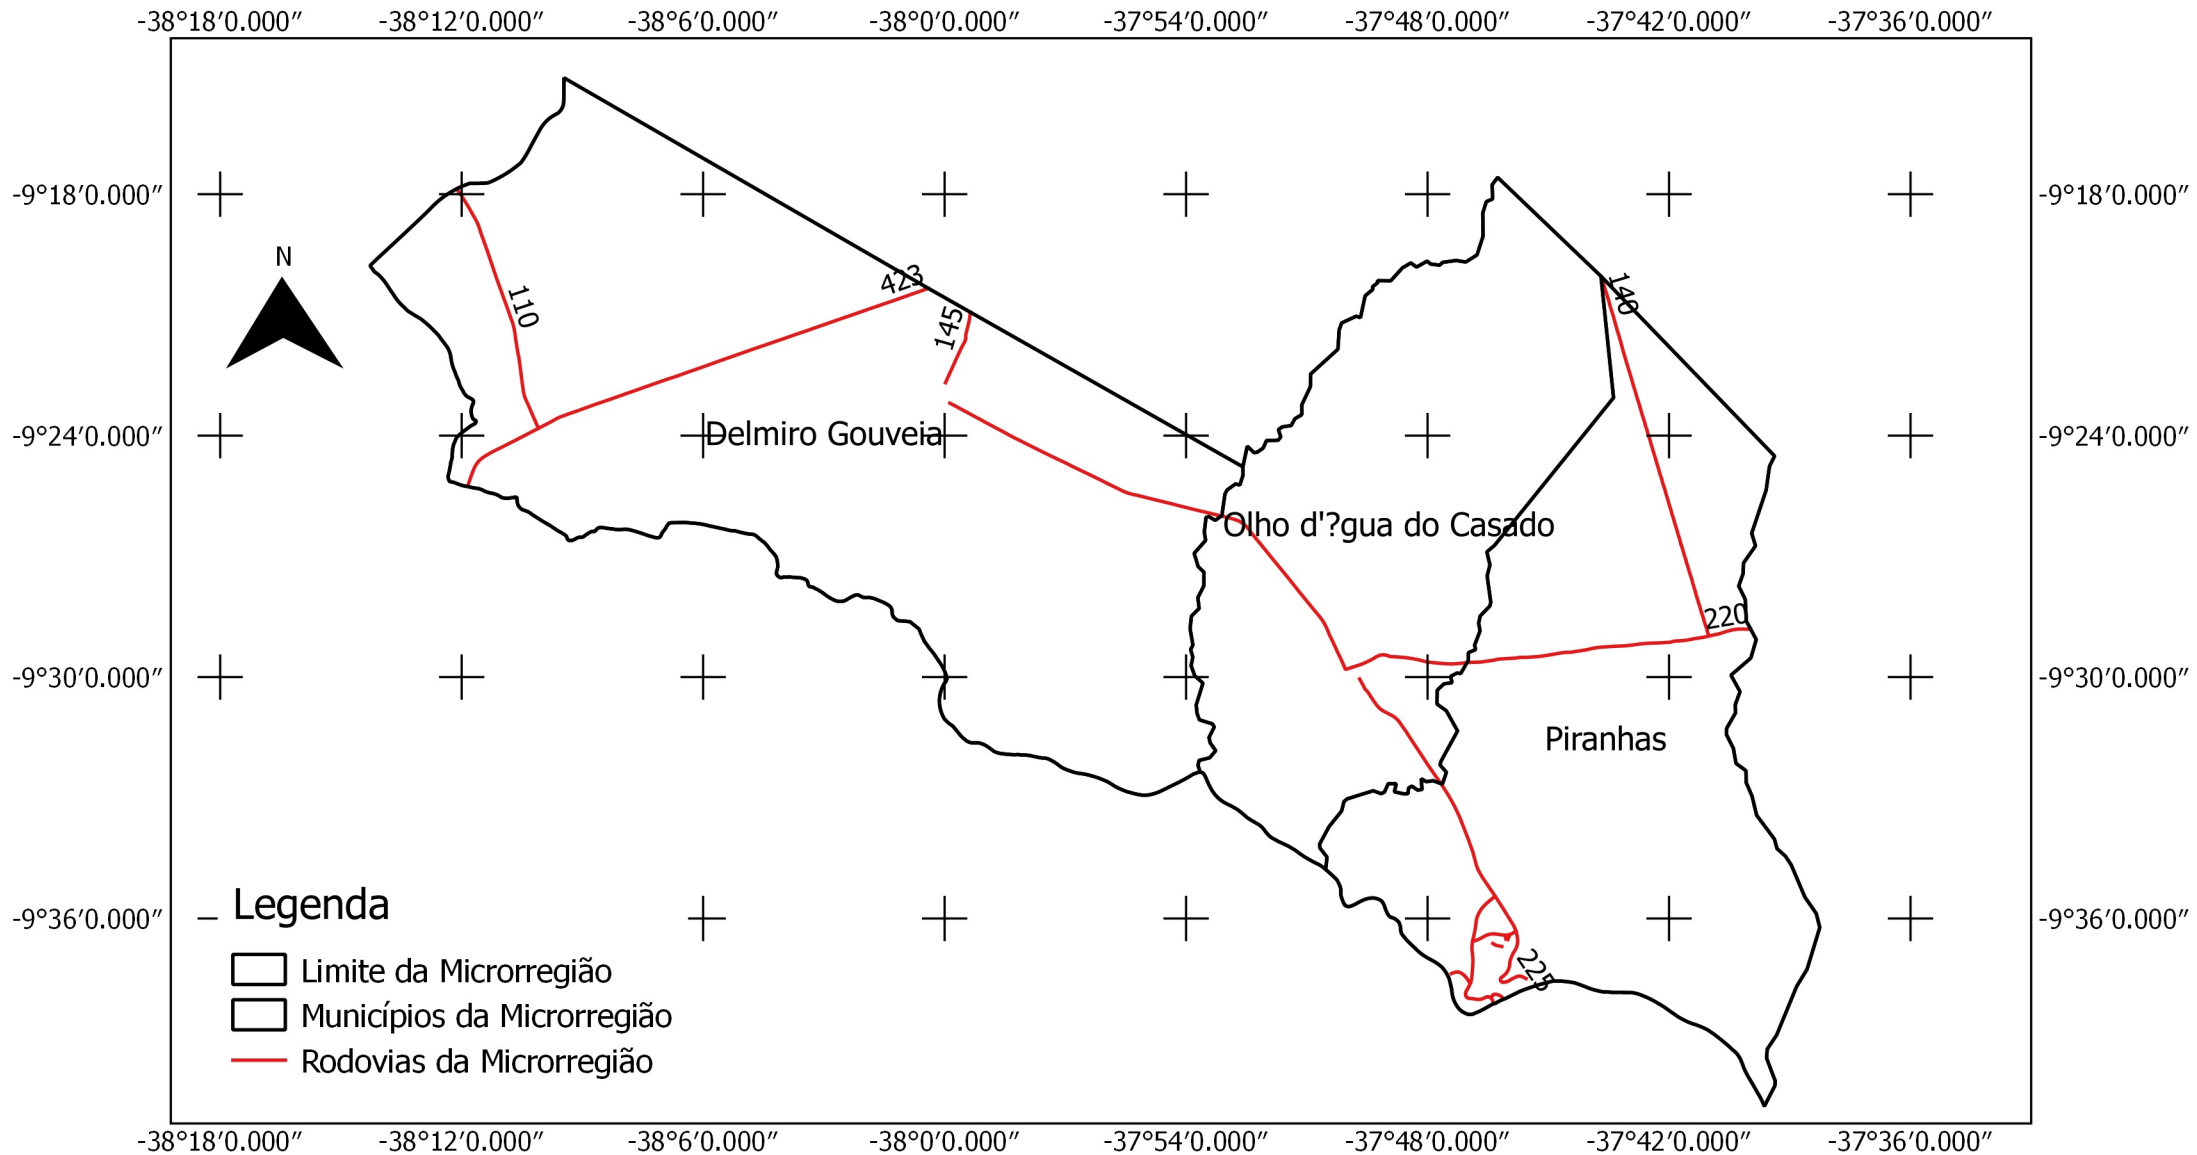 -38°18′0.000″ -38°12′0.000″ -38°6′0.000″ -38°0′0.000″ -37°54′0.000″ -37°48′0.000″ -37°42′0.000″ -37°36′0.000″
-9°18′0.000″ -9°18′0.000″
N
423
140
110
145
-9°24′0.000″ Delmiro Gouveia -9°24′0.000″
Olho d'?gua do Casado
220
-9°30′0.000″ -9°30′0.000″
Piranhas
-9°36′0.000″ -9°36′0.000″
225
Legenda
Limite da Microrregião
Municípios da Microrregião
Rodovias da Microrregião
-38°18′0.000″ -38°12′0.000″ -38°6′0.000″ -38°0′0.000″ -37°54′0.000″ -37°48′0.000″ -37°42′0.000″ -37°36′0.000″